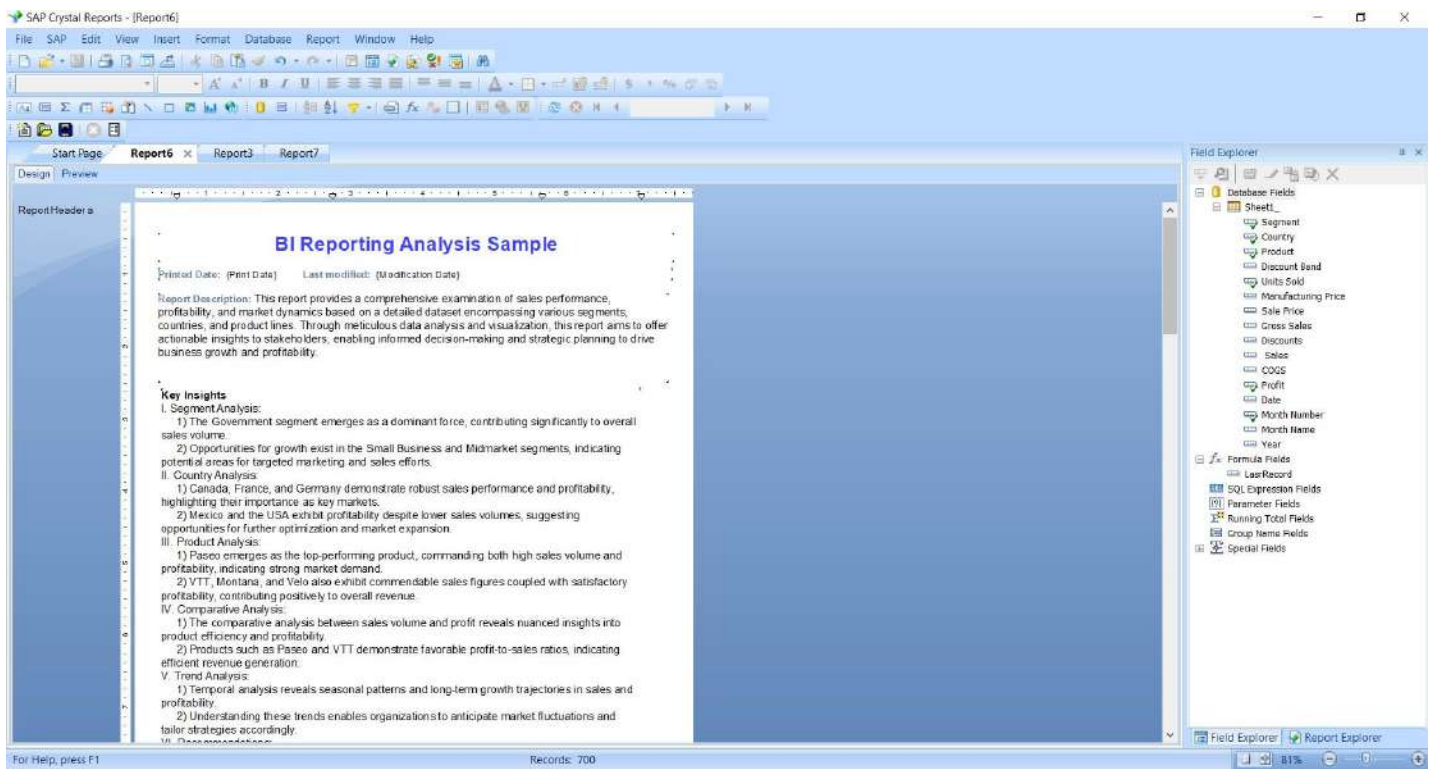 SAP Crystal Reports - [Report6]
File SAP Edit View Insert Format Database Report Window Help
Start Page Report6 Report3 Report7
Design Preview
ReportHeader a
BI Reporting Analysis Sample
Printed Date: (Print Date) Last modified: (Modification Date)
Report Description: This report provides a comprehensive examination of sales performance,
profitability, and market dynamics based on a detailed dataset encompassing various segments,
countries, and product lines. Through meticulous data analysis and visualization, this report aims to offer
actionable insights to stakeholders, enabling informed decision-making and strategic planning to drive
business growth and profitability.
Key Insights
I. Segment Analysis:
1) The Government segment emerges as a dominant force, contributing significantly to overall
sales volume.
2) Opportunities for growth exist in the Small Business and Midmarket segments, indicating
potential areas for targeted marketing and sales efforts.
II. Country Analysis:
1) Canada, France, and Germany demonstrate robust sales performance and profitability,
highlighting their importance as key markets.
2) Mexico and the USA exhibit profitability despite lower sales volumes, suggesting
opportunities for further optimization and market expansion.
III. Product Analysis:
1) Paseo emerges as the top-performing product, commanding both high sales volume and
profitability, indicating strong market demand.
2) VTT, Montana, and Velo also exhibit commendable sales figures coupled with satisfactory
profitability, contributing positively to overall revenue.
IV. Comparative Analysis:
1) The comparative analysis between sales volume and profit reveals nuanced insights into
product efficiency and profitability.
2) Products such as Paseo and VTT demonstrate favorable profit-to-sales ratios, indicating
efficient revenue generation.
V. Trend Analysis:
1) Temporal analysis reveals seasonal patterns and long-term growth trajectories in sales and
profitability.
2) Understanding these trends enables organizations to anticipate market fluctuations and
tailor strategies accordingly.
VI. Recommendations:
Field Explorer
Database Fields
Sheet1_
Segment
Country
Product
Discount Band
Units Sold
Manufacturing Price
Sale Price
Gross Sales
Discounts
Sales
COGS
Profit
Date
Month Number
Month Name
Year
Formula Fields
LastRecord
SQL Expression Fields
Parameter Fields
Running Total Fields
Group Name Fields
Special Fields
Field Explorer Report Explorer
For Help, press F1 Records: 700 81%